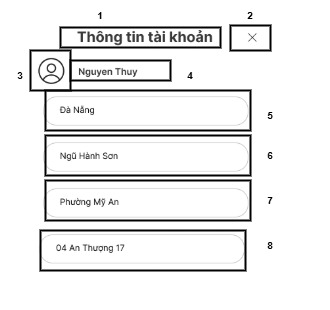 1
2
Thông tin tài khoản
3
Nguyen Thuy
4
Đà Nẵng
5
Ngũ Hành Sơn
6
Phường Mỹ An
7
04 An Thượng 17
8